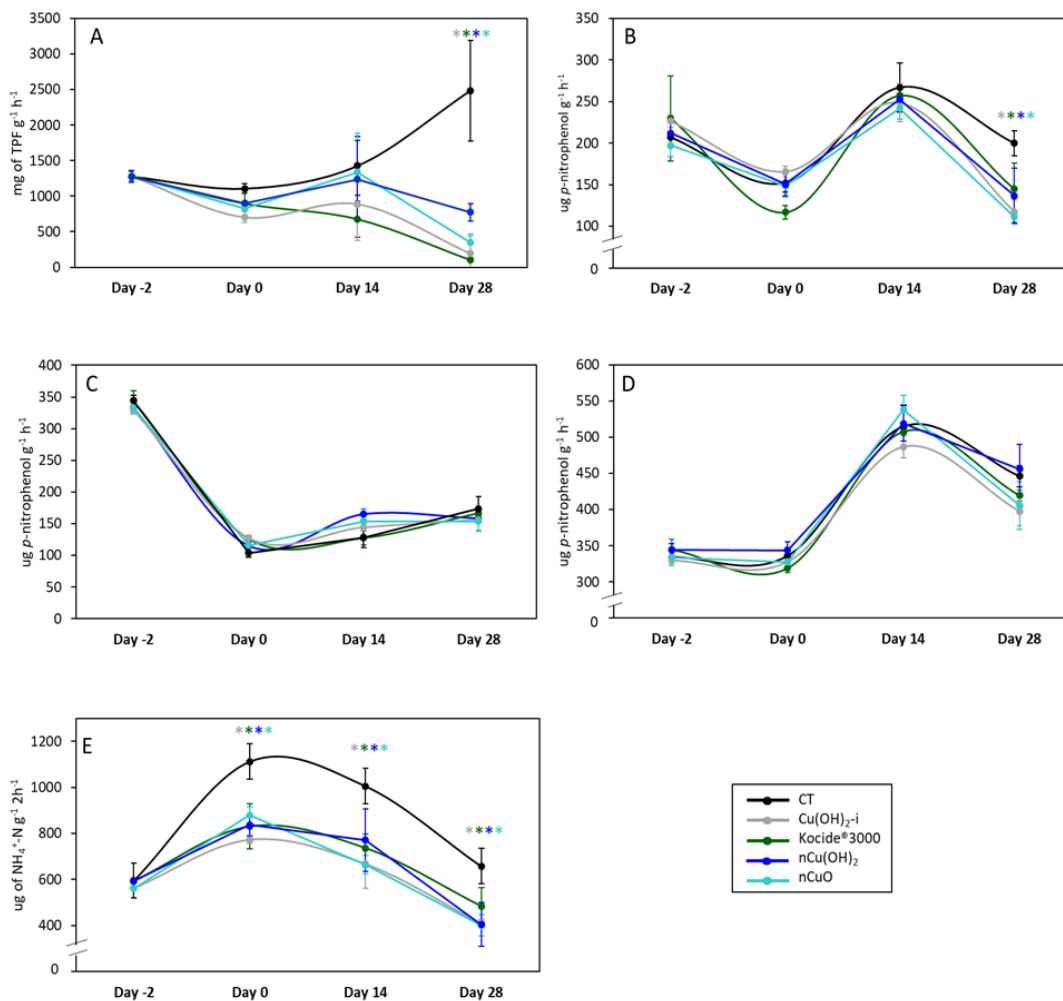 A
mg of TPF g⁻¹ h⁻¹
3500
3000
2500
2000
1500
1000
500
0
****
Day -2 Day 0 Day 14 Day 28
B
ug p-nitrophenol g⁻¹ h⁻¹
350
300
250
200
150
100
0
****
Day -2 Day 0 Day 14 Day 28
C
ug p-nitrophenol g⁻¹ h⁻¹
400
350
300
250
200
150
100
50
0
Day -2 Day 0 Day 14 Day 28
D
ug p-nitrophenol g⁻¹ h⁻¹
600
500
450
400
350
300
0
Day -2 Day 0 Day 14 Day 28
E
ug of NH₄⁺-N g⁻¹ 2h⁻¹
1200
1000
800
600
400
0
****
****
****
Day -2 Day 0 Day 14 Day 28
CT
Cu(OH)₂-i
Kocide®3000
nCu(OH)₂
nCuO